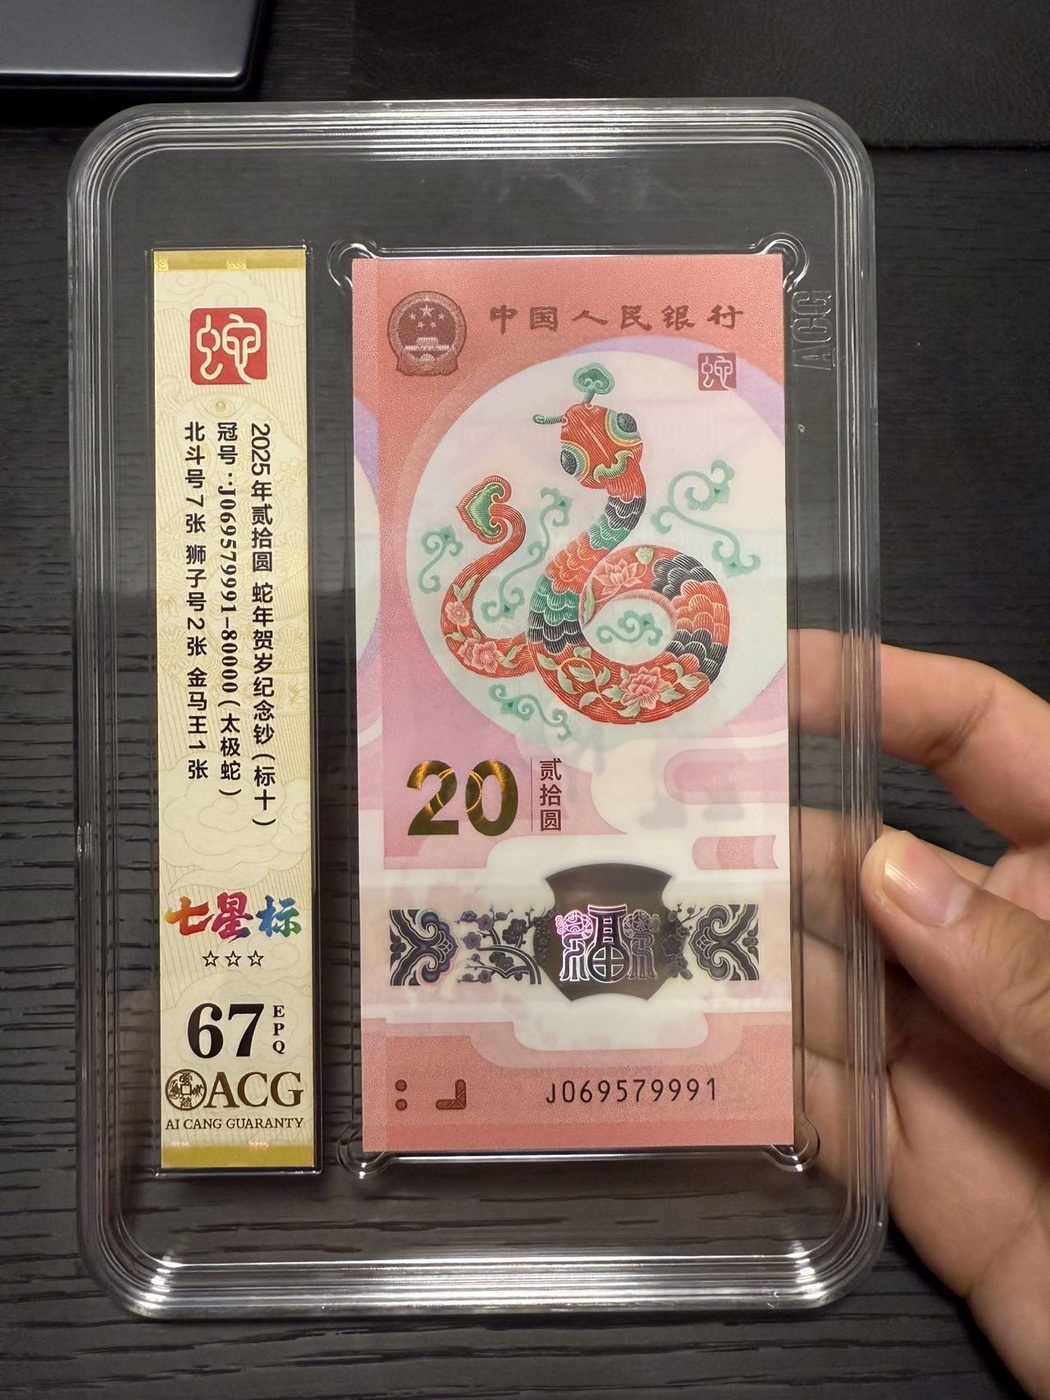 蛇
2025年贰拾圆 蛇年贺岁纪念钞（标十）
冠号：J069579991-80000（太极蛇）
北斗号7张 狮子号2张 金马王1张
七星标
☆☆☆
67
EPQ
ACG
AI CANG GUARANTY
中国人民银行
蛇
20
贰拾圆
福
J069579991
ACG